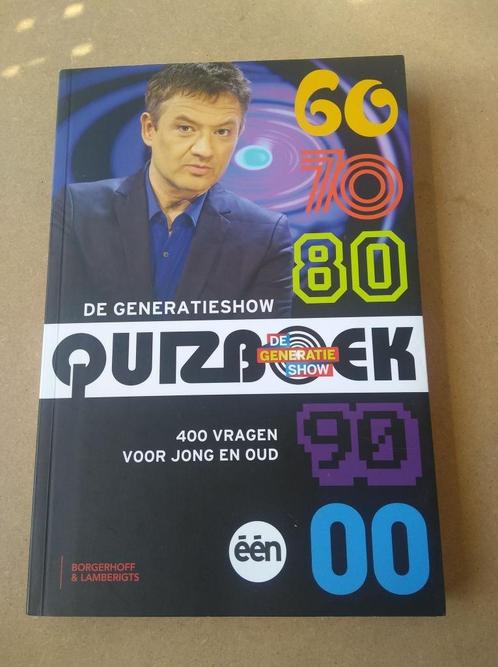 60
70
80
DE GENERATIESHOW
QUIZBOEK
DE
GENERATIE
SHOW
400 VRAGEN
VOOR JONG EN OUD
90
00
één
BORGERHOFF
& LAMBERIGTS